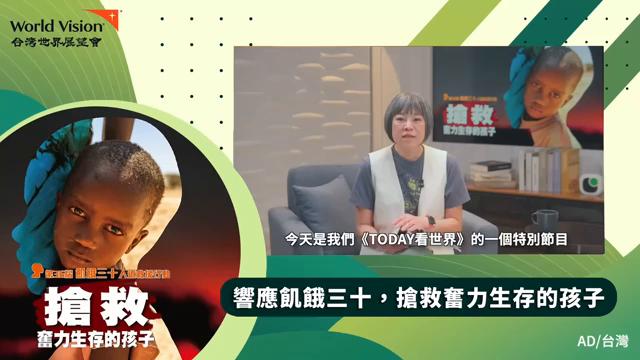 World Vision
台灣世界展望會
第36屆 飢餓三十人道救援行動
搶救
奮力生存的孩子
搶救
奮力生存的孩子
今天是我們《TODAY看世界》的一個特別節目
響應飢餓三十，搶救奮力生存的孩子
AD/台灣